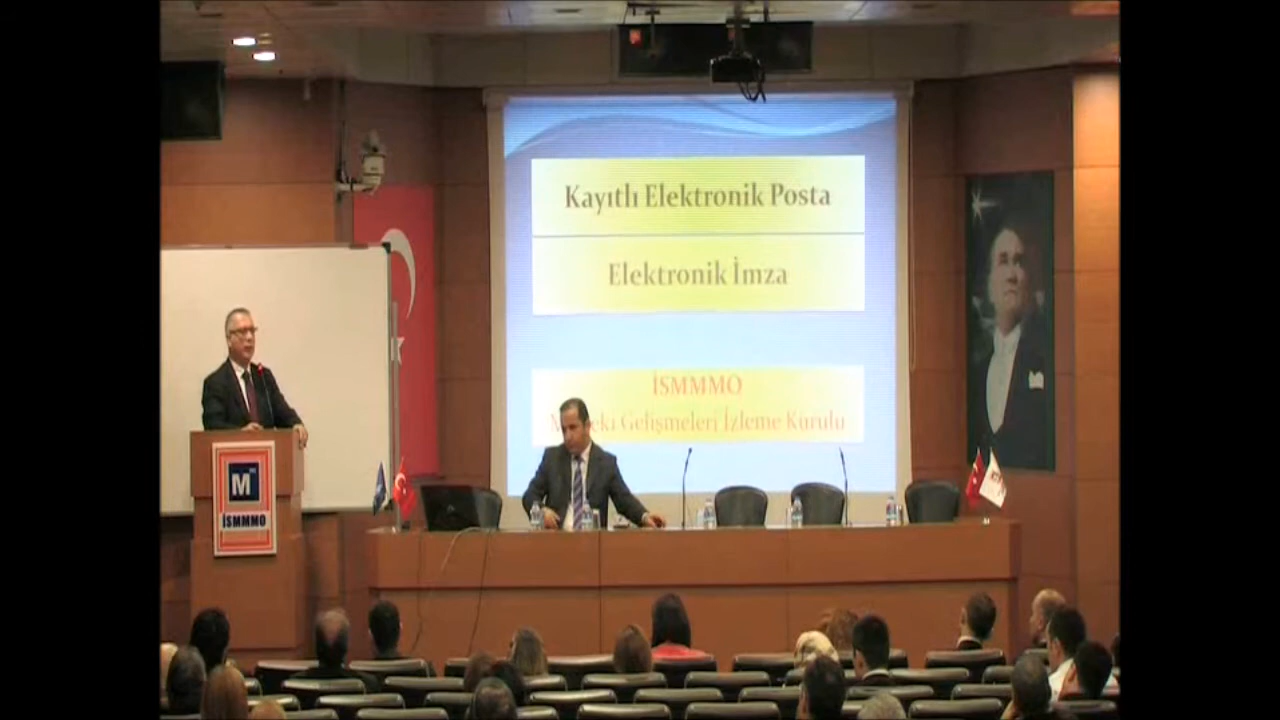 Kayıtlı Elektronik Posta
Elektronik İmza
İSMMMO
Gelişmeleri İzleme Kurulu
M
İSMMMO